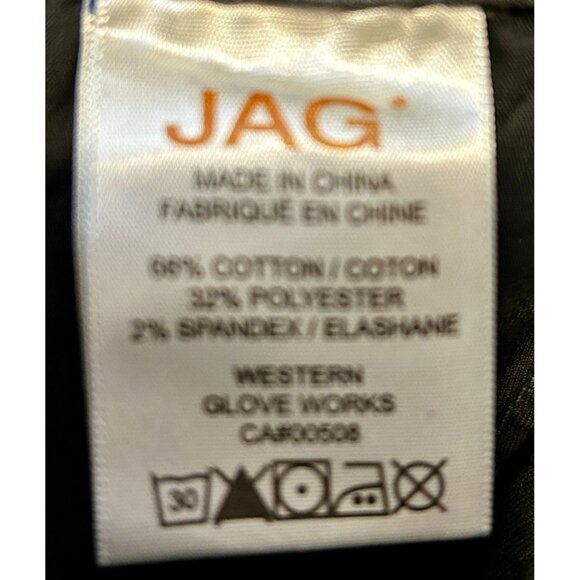 JAG
MADE IN CHINA
FABRIQUÉ EN CHINE
66% COTTON / COTON
32% POLYESTER
2% SPANDEX / ELASHANE
WESTERN
GLOVE WORKS
CA#00508
30